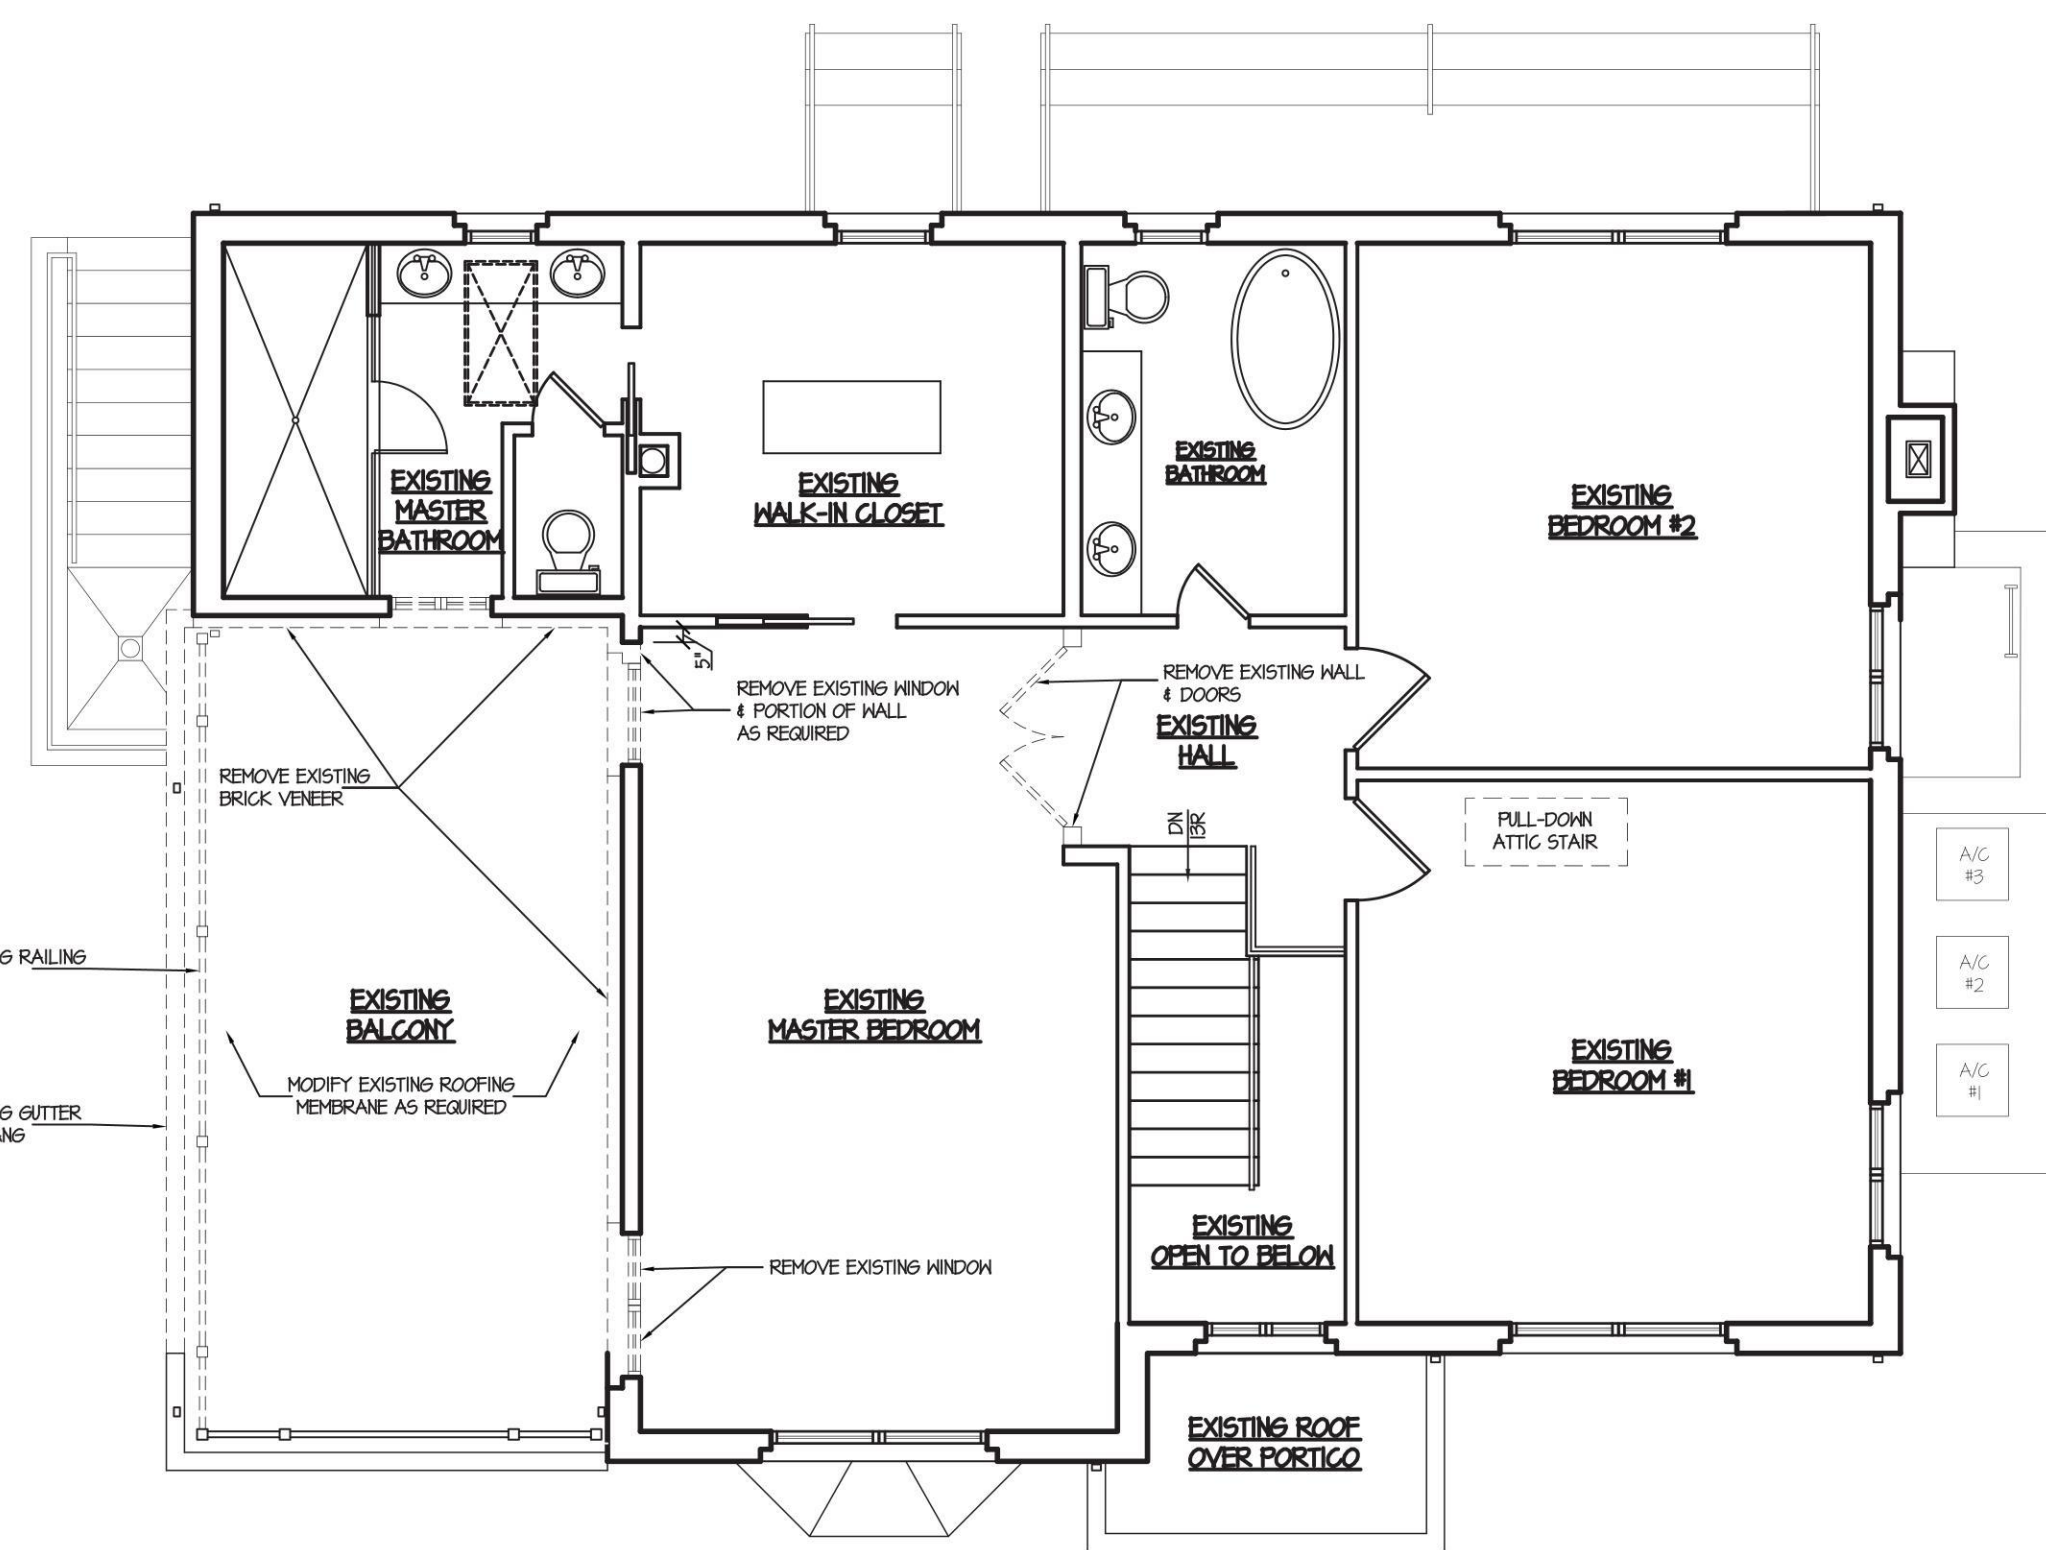 EXISTING
MASTER
BATHROOM
EXISTING
WALK-IN CLOSET
EXISTING
BATHROOM
EXISTING
BEDROOM #2
5"
REMOVE EXISTING WINDOW
& PORTION OF WALL
AS REQUIRED
REMOVE EXISTING WALL
& DOORS
EXISTING
HALL
REMOVE EXISTING
BRICK VENEER
DN
13R
PULL-DOWN
ATTIC STAIR
A/C
#3
A/C
#2
A/C
#1
G RAILING
EXISTING
BALCONY
EXISTING
MASTER BEDROOM
EXISTING
BEDROOM #1
MODIFY EXISTING ROOFING
MEMBRANE AS REQUIRED
G GUTTER
ANG
REMOVE EXISTING WINDOW
EXISTING
OPEN TO BELOW
EXISTING ROOF
OVER PORTICO